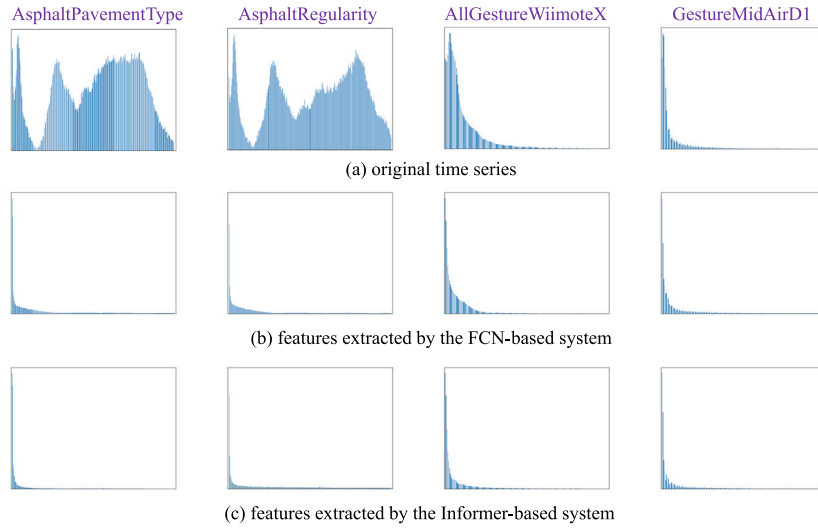 AsphaltPavementType AsphaltRegularity AllGestureWiimoteX GestureMidAirD1
(a) original time series
(b) features extracted by the FCN-based system
(c) features extracted by the Informer-based system